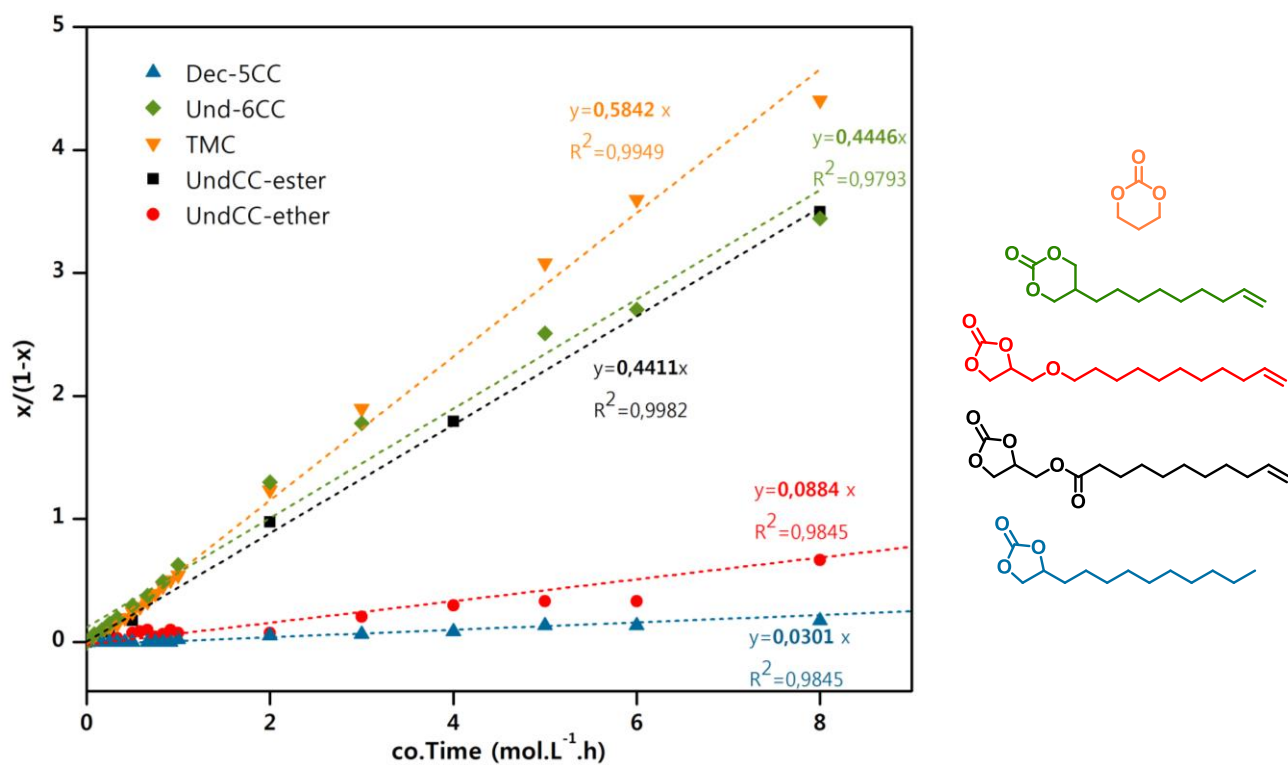 5
4
3
2
1
0
x/(1-x)
Dec-5CC
Und-6CC
TMC
UndCC-ester
UndCC-ether
y=0,5842 x
R²=0,9949
y=0,4446x
R²=0,9793
y=0,4411x
R²=0,9982
y=0,0884 x
R²=0,9845
y=0,0301 x
R²=0,9845
0 2 4 6 8
co.Time (mol.L⁻¹.h)
O
O O
O O
O
O
O O
O
O
O O
O
O
O
O
O
O